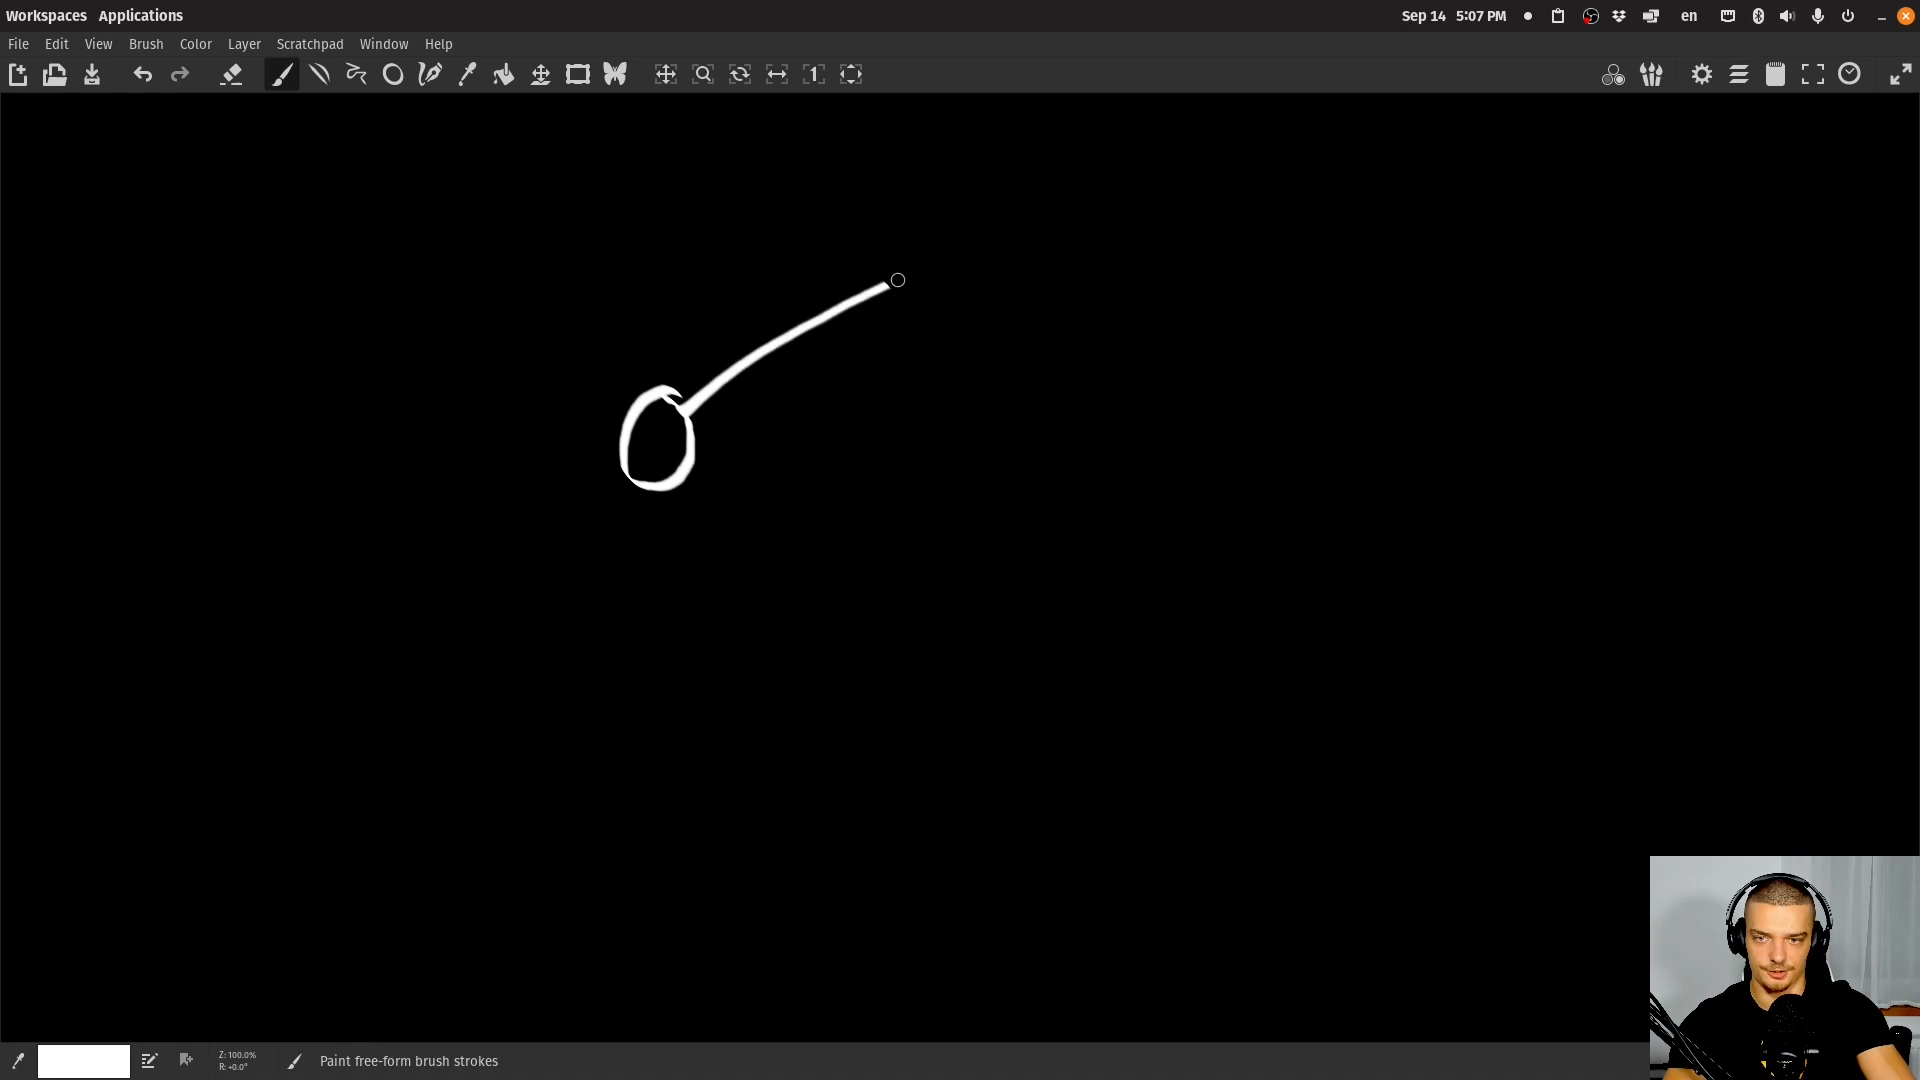 Workspaces Applications Sep 14 5:07 PM en
File Edit View Brush Color Layer Scratchpad Window Help
1
Z: 100.0%
R: +0.0°
Paint free-form brush strokes